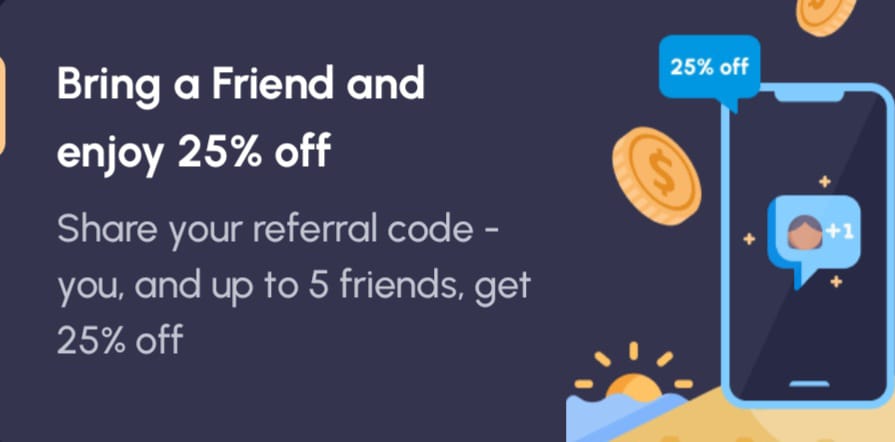 Bring a Friend and
enjoy 25% off
Share your referral code -
you, and up to 5 friends, get
25% off
25% off
$
+1